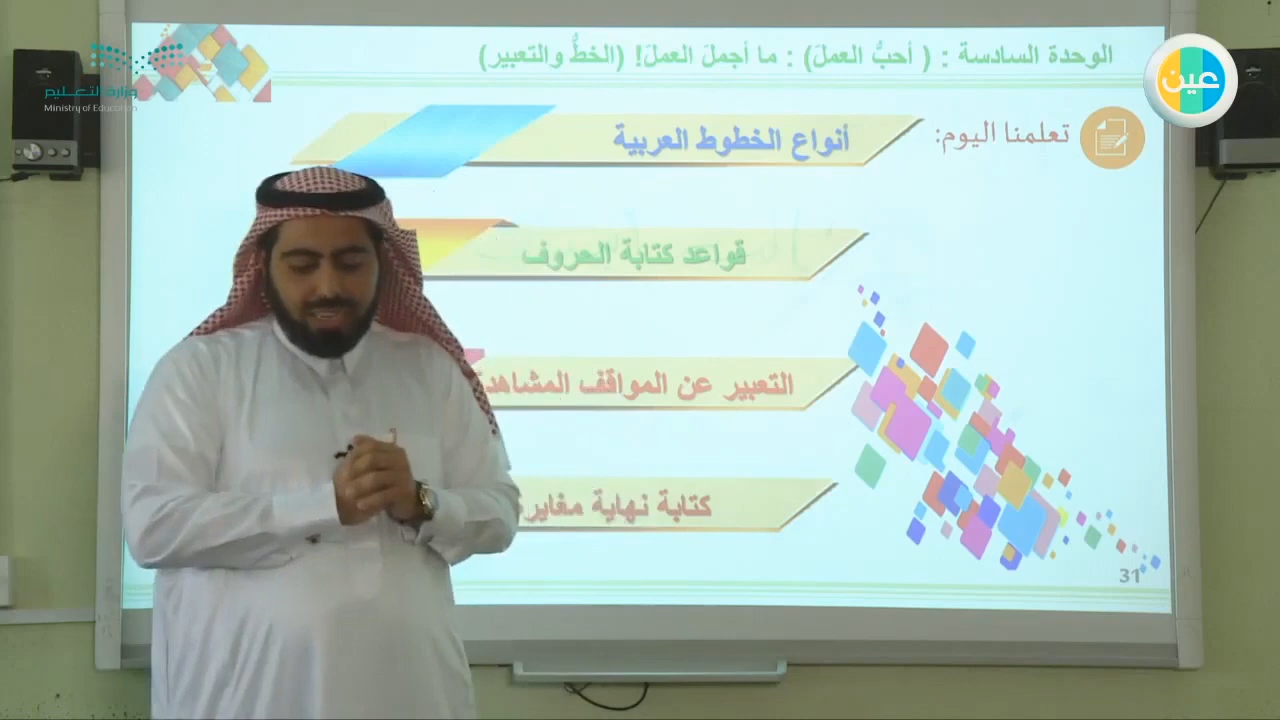 وزارة التعليم
Ministry of Education
الوحدة السادسة : ( أحبُّ العملَ) : ما أجملَ العملَ! (الخطُّ والتعبير)
عين
تعلمنا اليوم:
أنواع الخطوط العربية
قواعد كتابة الحروف
التعبير عن المواقف
كتابة نهاية
31